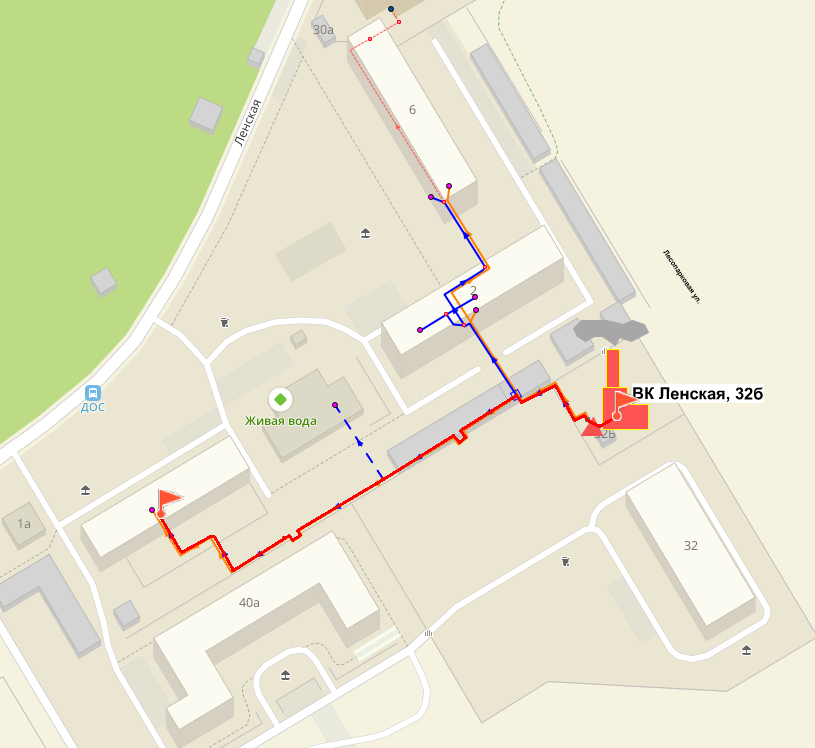 30а
6
Ленская
Лесопарковая ул.
2
ВК Ленская, 32б
ДОС
Живая вода
32Б
1а
32
40а